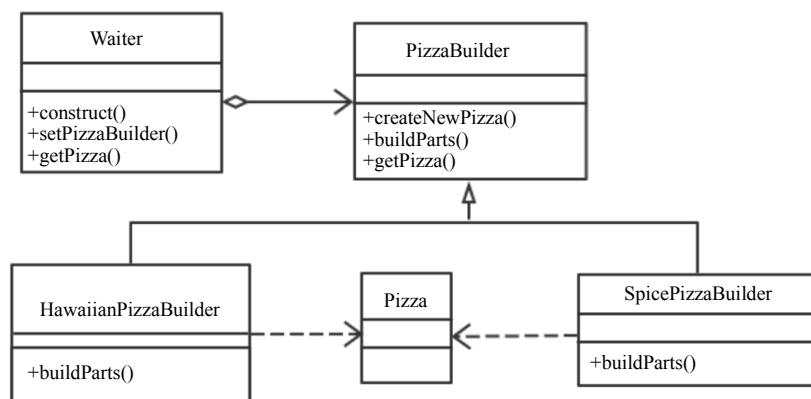 Waiter
+construct()
+setPizzaBuilder()
+getPizza()
PizzaBuilder
+createNewPizza()
+buildParts()
+getPizza()
HawaiianPizzaBuilder
+buildParts()
Pizza
SpicePizzaBuilder
+buildParts()